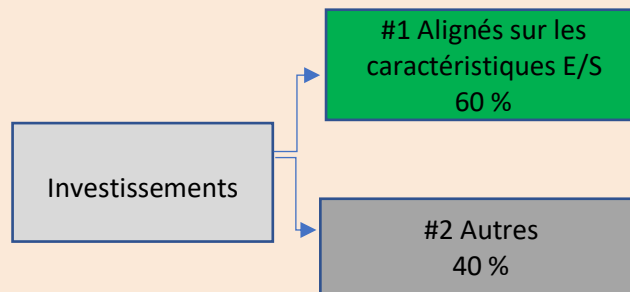 #1 Alignés sur les
caractéristiques E/S
60 %
Investissements
#2 Autres
40 %